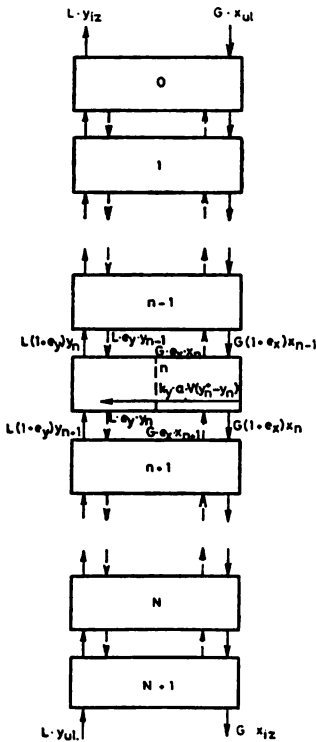 L·y_iz G·x_ul
0
1
n-1
L(1+e_y)y_n L·e_y·y_n-1 G·e_x·x_n G(1+e_x)x_n-1
n
k_y·a·V(y_n*-y_n)
L(1+e_y)y_n+1 L·e_y·y_n G·e_x·x_n+1 G(1+e_x)x_n
n+1
N
N+1
L·y_ul. G x_iz